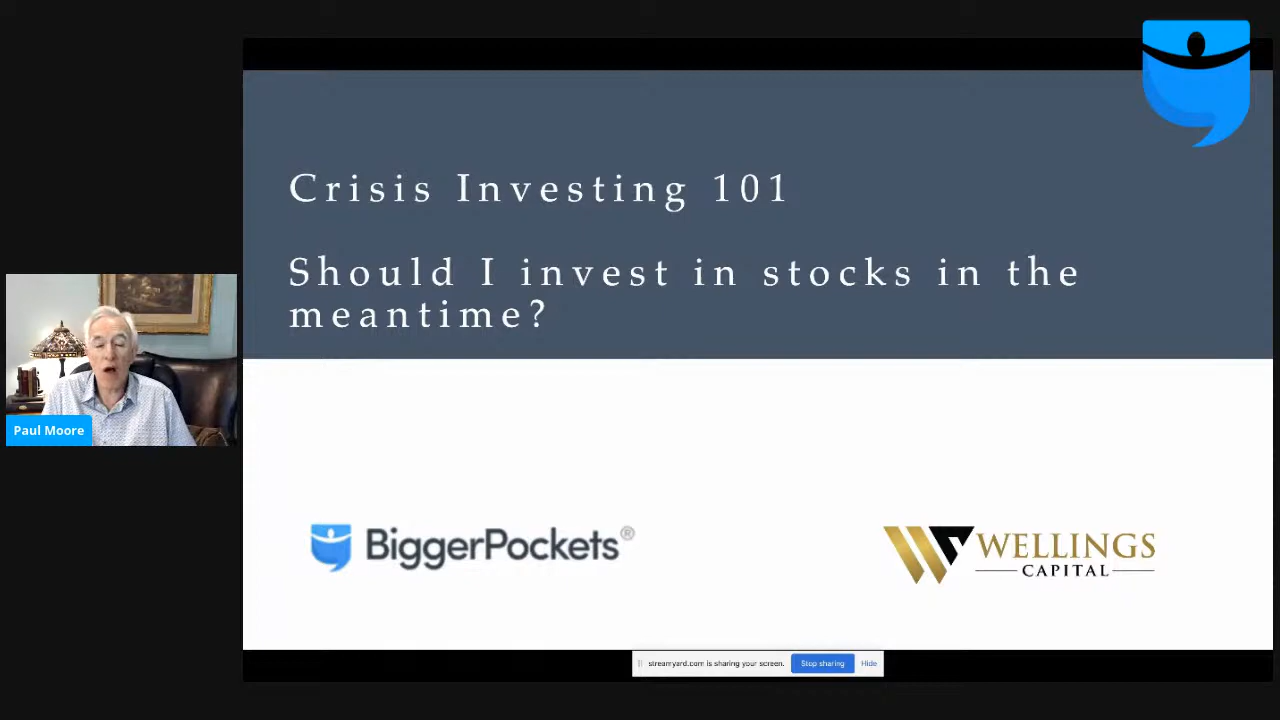 Crisis Investing 101
Should I invest in stocks in the
meantime?
Paul Moore
BiggerPockets®
WELLINGS
CAPITAL
streamyard.com is sharing your screen.
Stop sharing
Hide